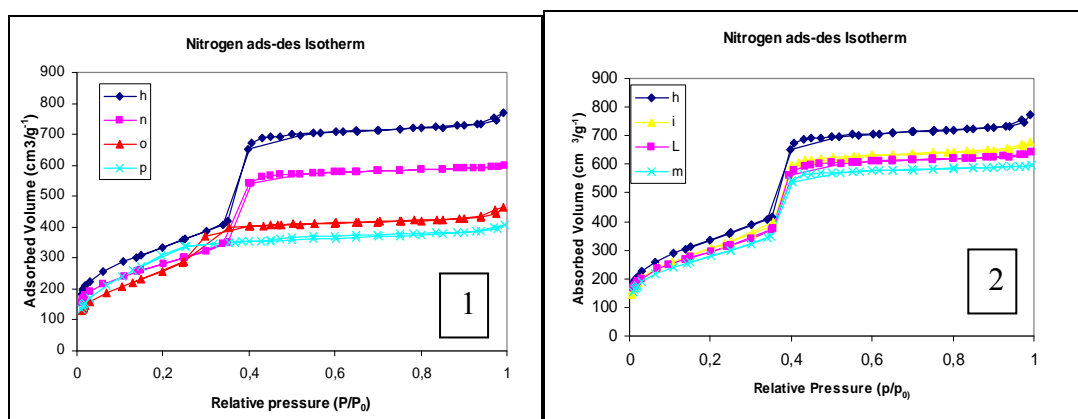 Nitrogen ads-des Isotherm
Adsorbed Volume (cm3/g-1)
900
800
700
600
500
400
300
200
100
0
h
n
o
p
1
0
0,2
0,4
0,6
0,8
1
Relative pressure (P/P0)
Nitrogen ads-des Isotherm
Absorbed Volume (cm 3/g-1)
900
800
700
600
500
400
300
200
100
0
h
i
L
m
2
0
0,2
0,4
0,6
0,8
1
Relative Pressure (p/p0)